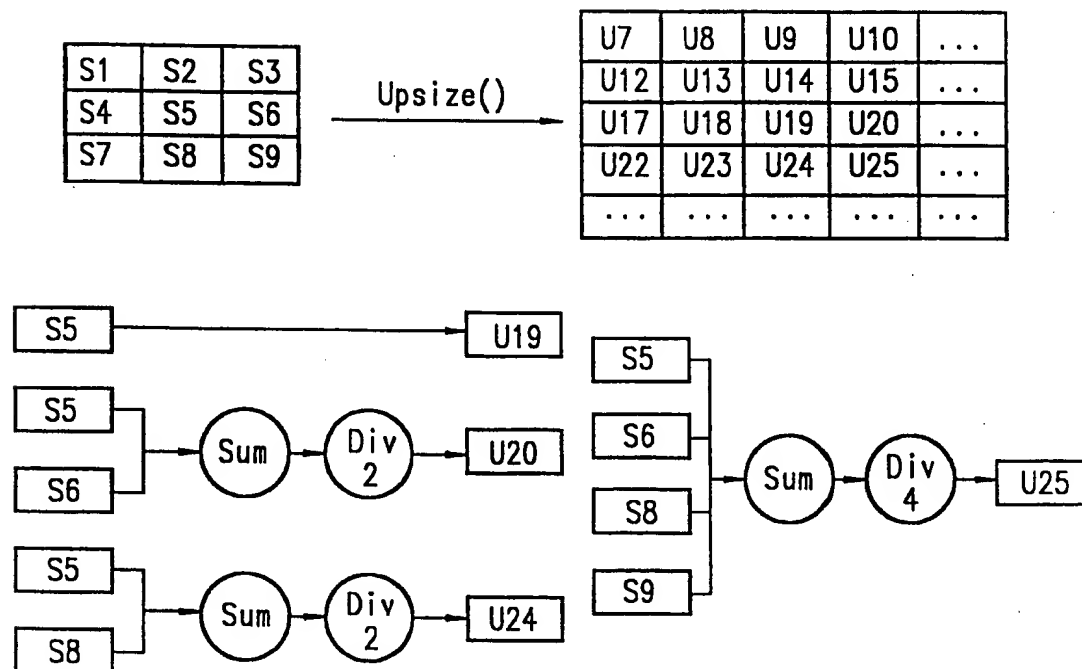 S1 S2 S3
S4 S5 S6
S7 S8 S9
Upsize()
U7 U8 U9 U10 ...
U12 U13 U14 U15 ...
U17 U18 U19 U20 ...
U22 U23 U24 U25 ...
... ... ... ... ...
S5 U19
S5
S6
Sum
Div 2
U20
S5
S8
Sum
Div 2
U24
S5
S6
S8
S9
Sum
Div 4
U25